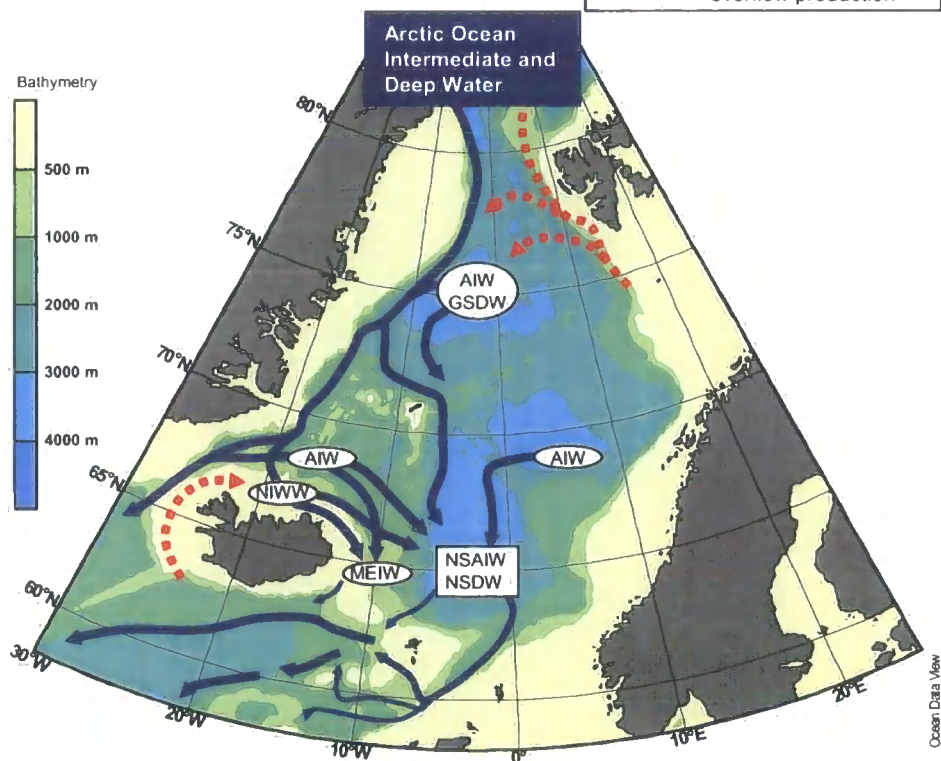 Arctic Ocean
Intermediate and
Deep Water
Bathymetry
500 m
1000 m
2000 m
3000 m
4000 m
80°N
75°N
70°N
65°N
60°N
30°W
20°W
10°W
0°
10°E
20°E
AIW
GSDW
AIW
AIW
NIWW
MEIW
NSAIW
NSDW
Ocean Data View